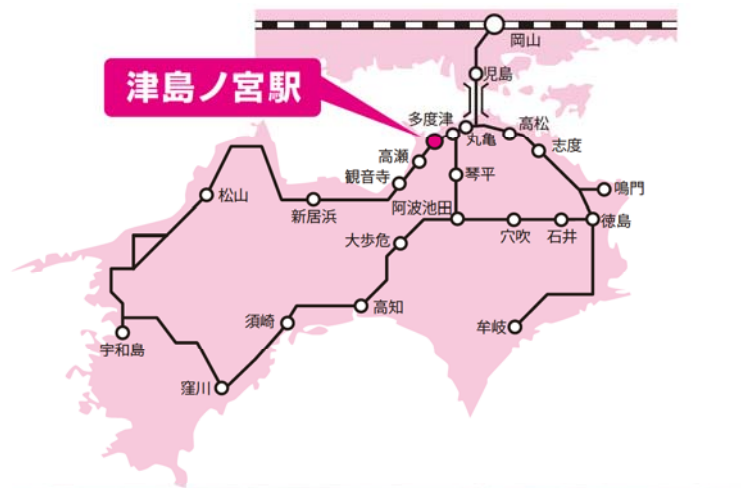 岡山
児島
津島ノ宮駅
多度津
丸亀
高松
志度
高瀬
観音寺
琴平
鳴門
松山
新居浜
阿波池田
穴吹
石井
徳島
大歩危
高知
須崎
牟岐
宇和島
窪川